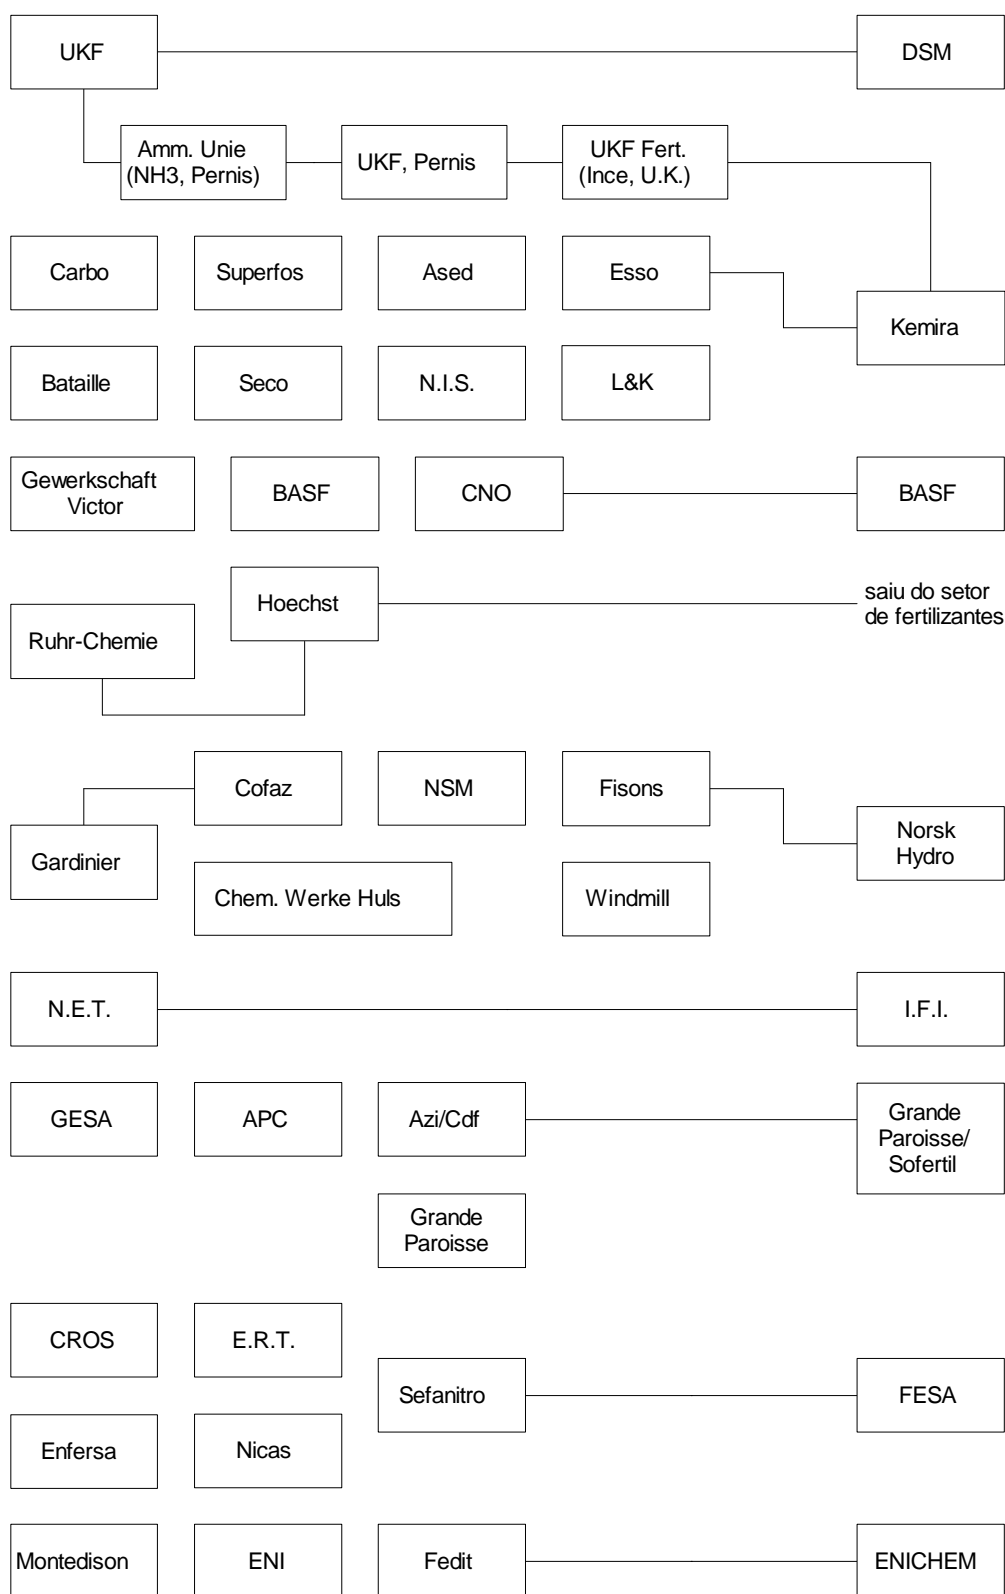 UKF
DSM
Amm. Unie
(NH3, Pernis)
UKF, Pernis
UKF Fert.
(Ince, U.K.)
Carbo
Superfos
Ased
Esso
Kemira
Bataille
Seco
N.I.S.
L&K
Gewerkschaft
Victor
BASF
CNO
BASF
Hoechst
saiu do setor
de fertilizantes
Ruhr-Chemie
Cofaz
NSM
Fisons
Norsk
Hydro
Gardinier
Chem. Werke Huls
Windmill
N.E.T.
I.F.I.
GESA
APC
Azi/Cdf
Grande
Paroisse/
Sofertil
Grande
Paroisse
CROS
E.R.T.
Sefanitro
FESA
Enfersa
Nicas
Montedison
ENI
Fedit
ENICHEM